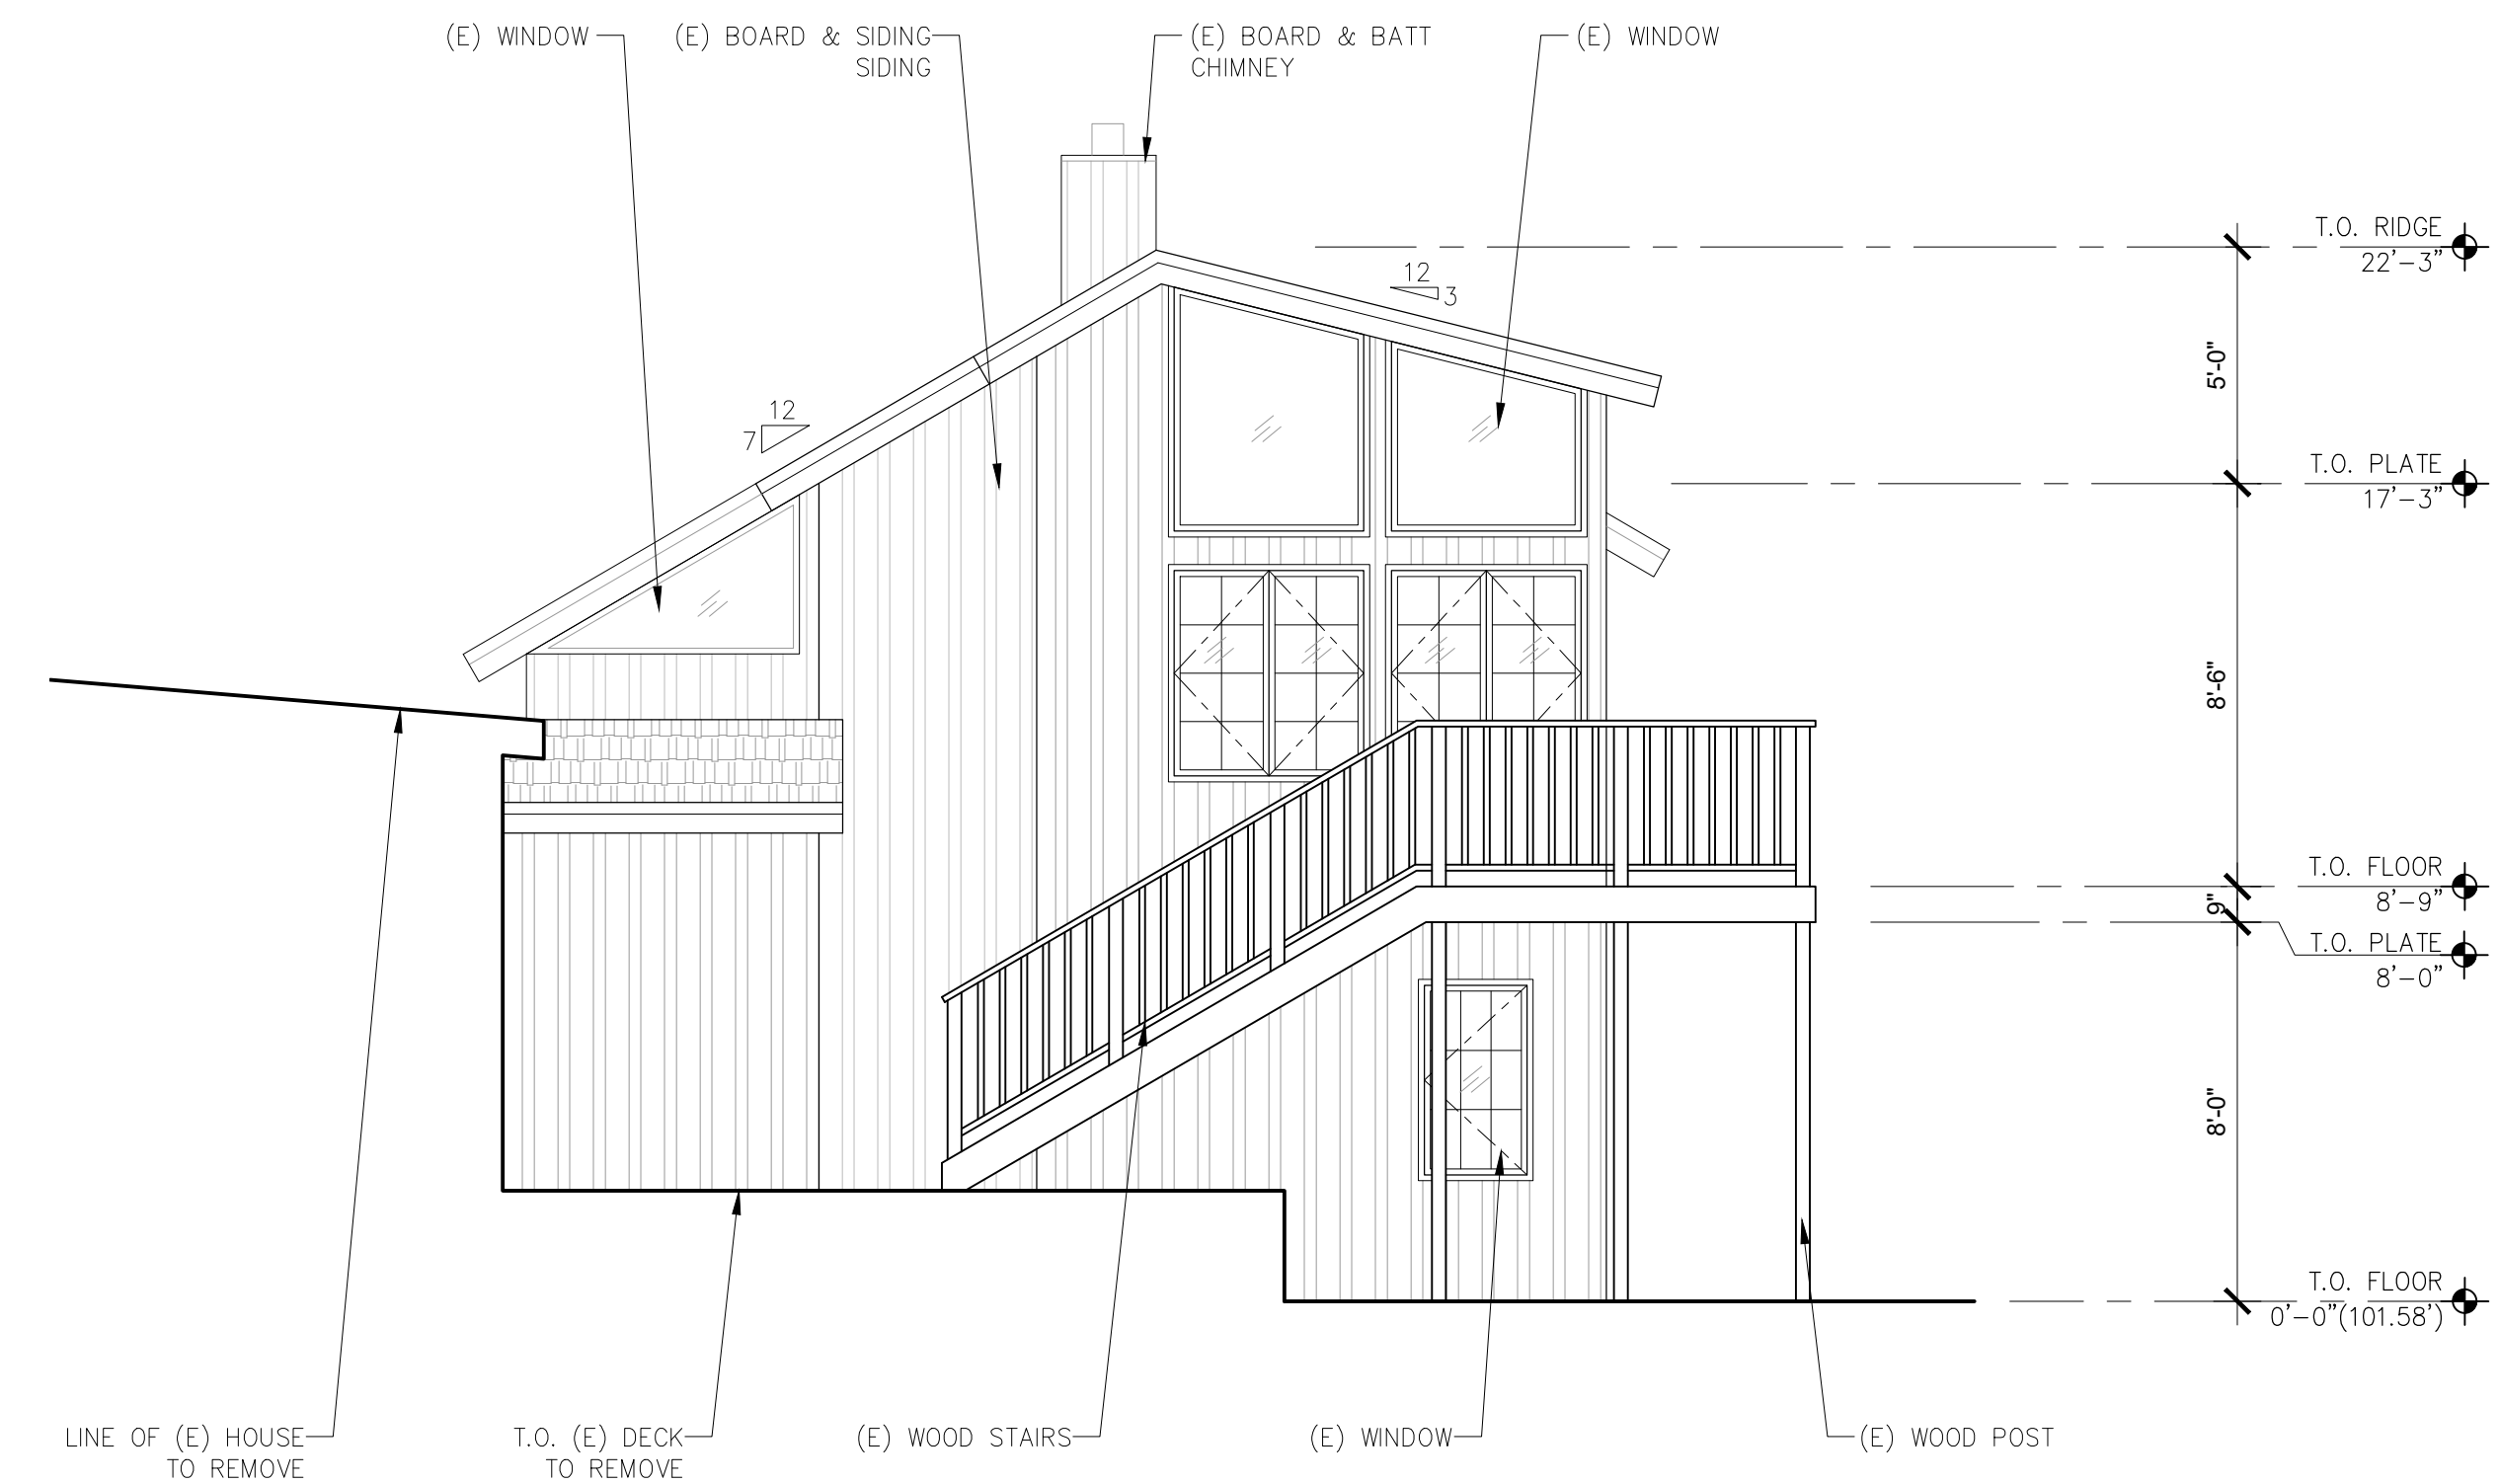 (E) WINDOW
(E) BOARD & SIDING
SIDING
(E) BOARD & BATT
CHIMNEY
(E) WINDOW
T.O. RIDGE
22'-3"
12
3
5'-0"
12
7
T.O. PLATE
17'-3"
8'-6"
T.O. FLOOR
8'-9"
9"
T.O. PLATE
8'-0"
8'-0"
T.O. FLOOR
0'-0"(101.58')
LINE OF (E) HOUSE
TO REMOVE
T.O. (E) DECK
TO REMOVE
(E) WOOD STAIRS
(E) WINDOW
(E) WOOD POST